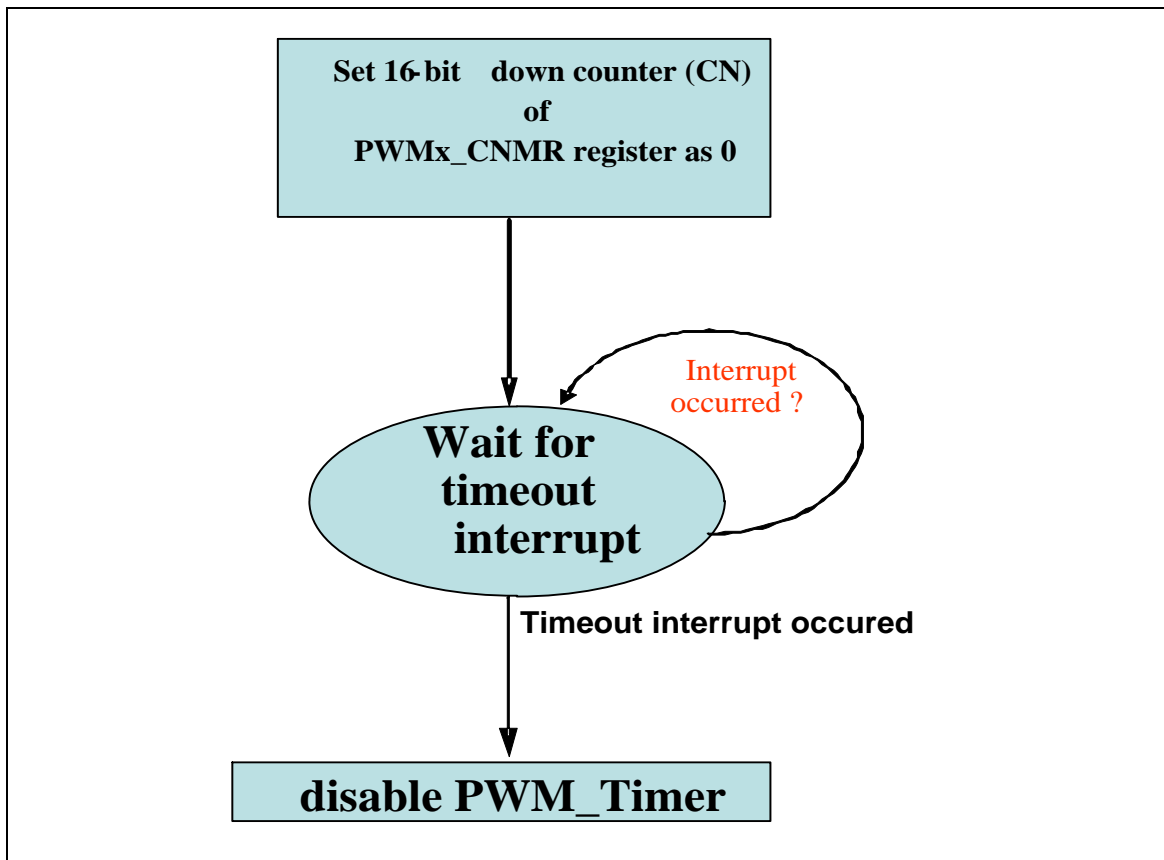 Set 16-bit down counter (CN)
of
PWMx_CNMR register as 0
Interrupt
occurred ?
Wait for
timeout
interrupt
Timeout interrupt occured
disable PWM_Timer